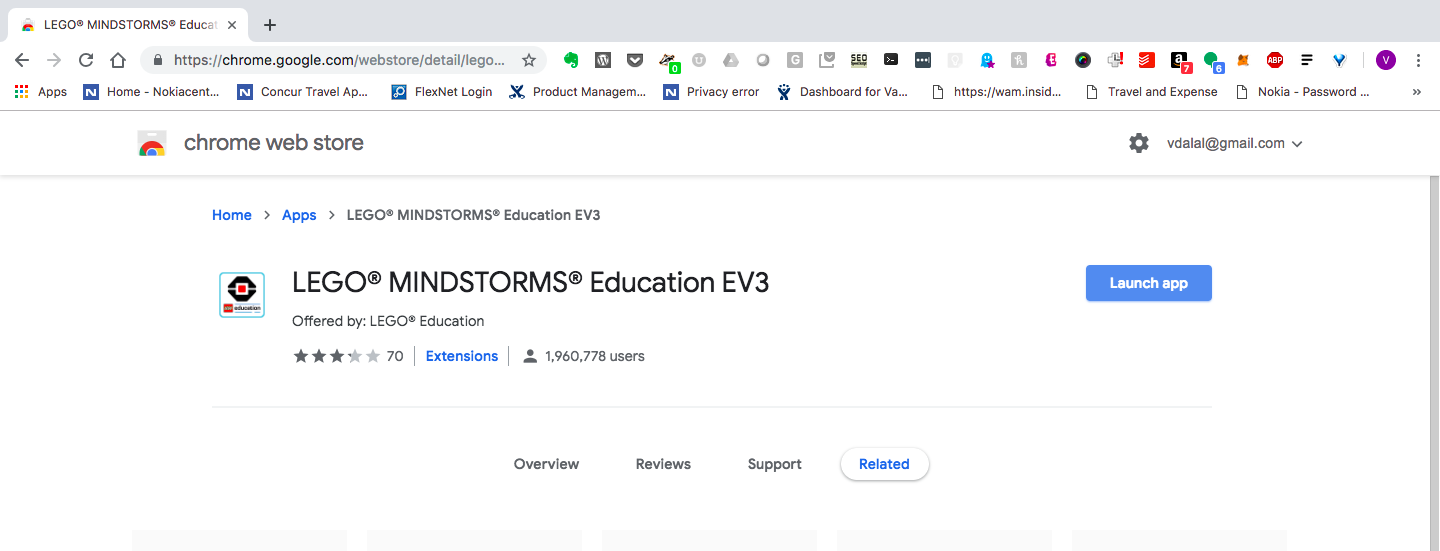 LEGO® MINDSTORMS® Educat
https://chrome.google.com/webstore/detail/lego...
SEO
0
7
ABP
6
V
Apps
Home - Nokiacent...
Concur Travel Ap...
FlexNet Login
Product Managem...
Privacy error
Dashboard for Va...
https://wam.insid...
Travel and Expense
Nokia - Password ...
»
chrome web store
vdalal@gmail.com
Home > Apps > LEGO® MINDSTORMS® Education EV3
LEGO® MINDSTORMS® Education EV3
Launch app
education
Offered by: LEGO® Education
70
Extensions
1,960,778 users
Overview
Reviews
Support
Related